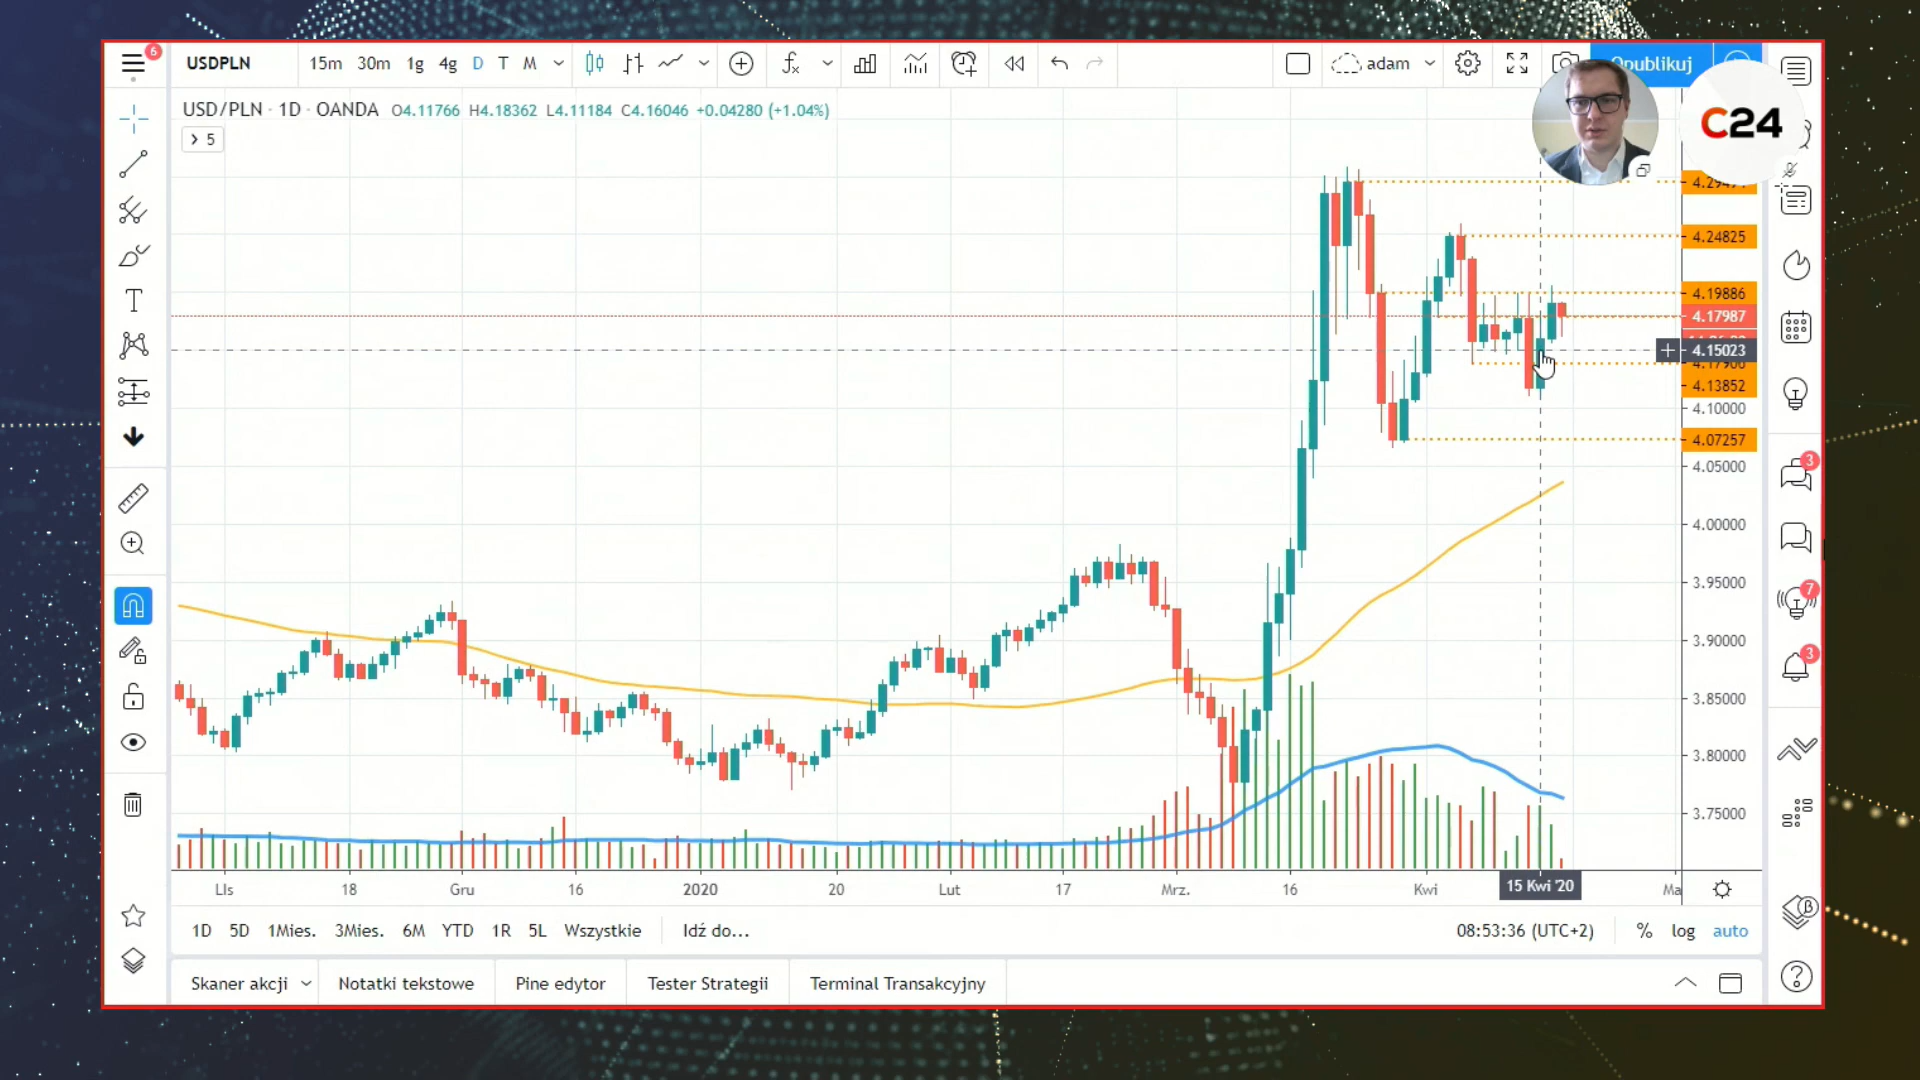 6
USDPLN 15m 30m 1g 4g D T M adam Opublikuj
USD/PLN · 1D · OANDA O4.11766 H4.18362 L4.11184 C4.16046 +0.04280 (+1.04%)
5
C24
4.24825
4.19886
4.17987
4.15023
4.13852
4.10000
4.07257
4.05000
4.00000
3.95000
3.90000
3.85000
3.80000
3.75000
3
7
3
T
LIs 18 Gru 16 2020 20 Lut 17 Mrz. 16 Kwi 15 Kwi '20 Ma
1D 5D 1Mies. 3Mies. 6M YTD 1R 5L Wszystkie Idź do... 08:53:36 (UTC+2) % log auto
Skaner akcji Notatki tekstowe Pine edytor Tester Strategii Terminal Transakcyjny